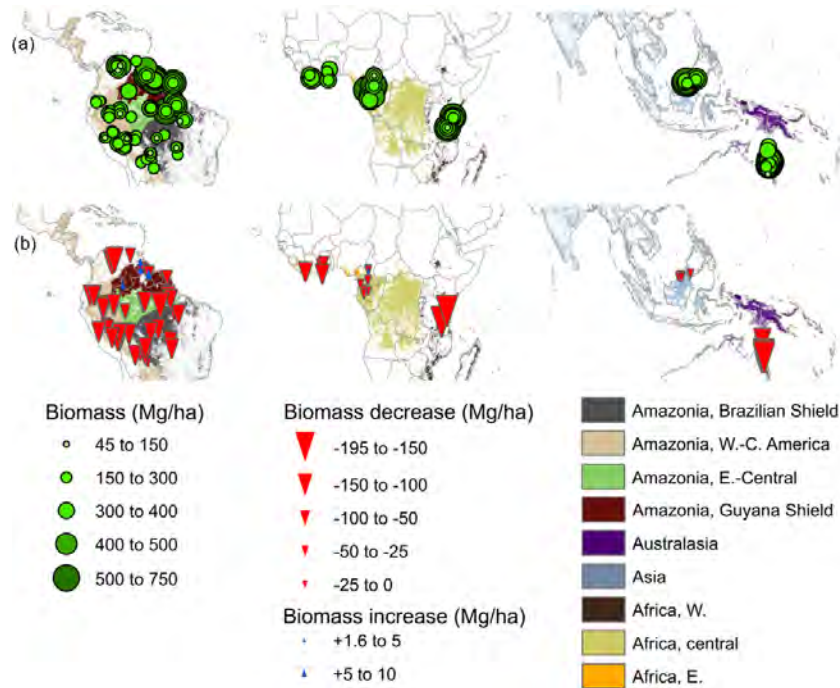 (a)
(b)
Biomass (Mg/ha)
45 to 150
150 to 300
300 to 400
400 to 500
500 to 750
Biomass decrease (Mg/ha)
-195 to -150
-150 to -100
-100 to -50
-50 to -25
-25 to 0
Biomass increase (Mg/ha)
+1.6 to 5
+5 to 10
Amazonia, Brazilian Shield
Amazonia, W.-C. America
Amazonia, E.-Central
Amazonia, Guyana Shield
Australasia
Asia
Africa, W.
Africa, central
Africa, E.